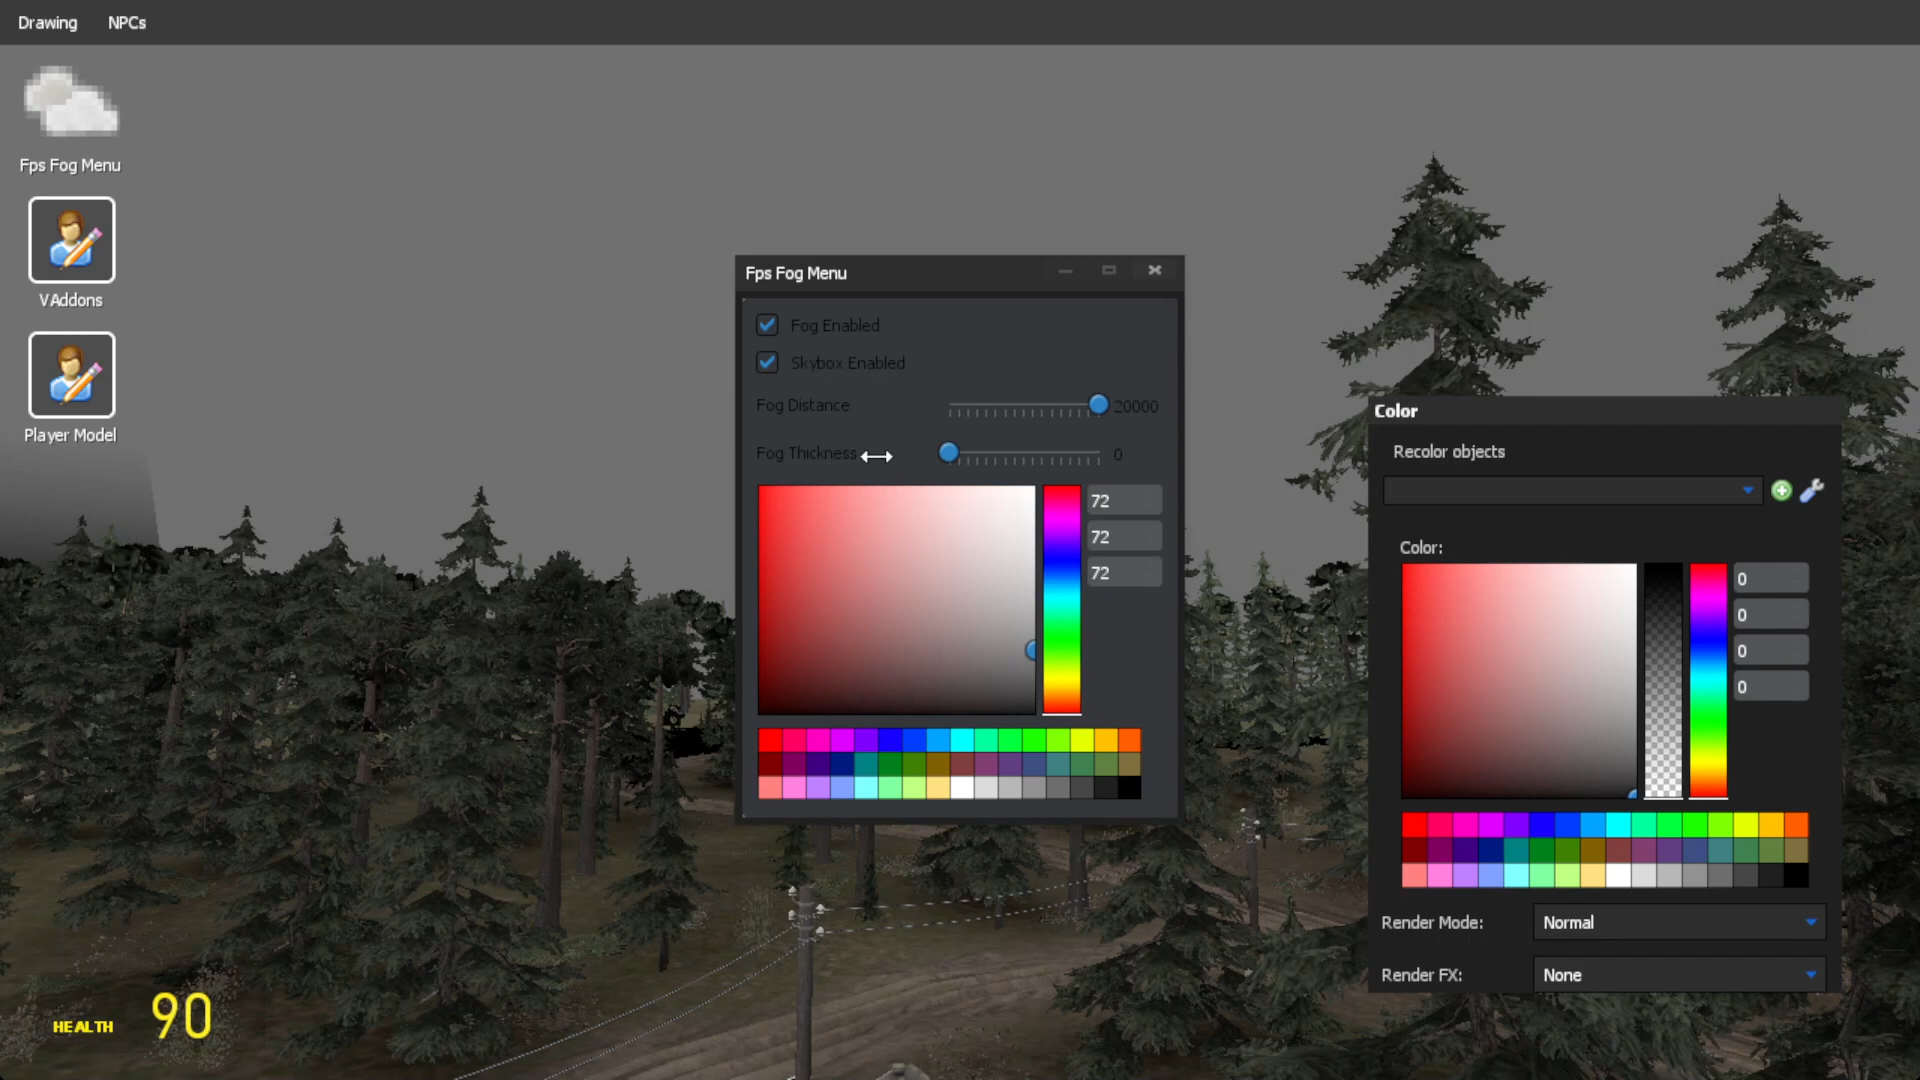 Drawing NPCs
Fps Fog Menu
VAddons
Player Model
Fps Fog Menu
Fog Enabled
Skybox Enabled
Fog Distance 20000
Fog Thickness 0
72
72
72
Color
Recolor objects
Color:
0
0
0
0
Render Mode: Normal
Render FX: None
HEALTH 90